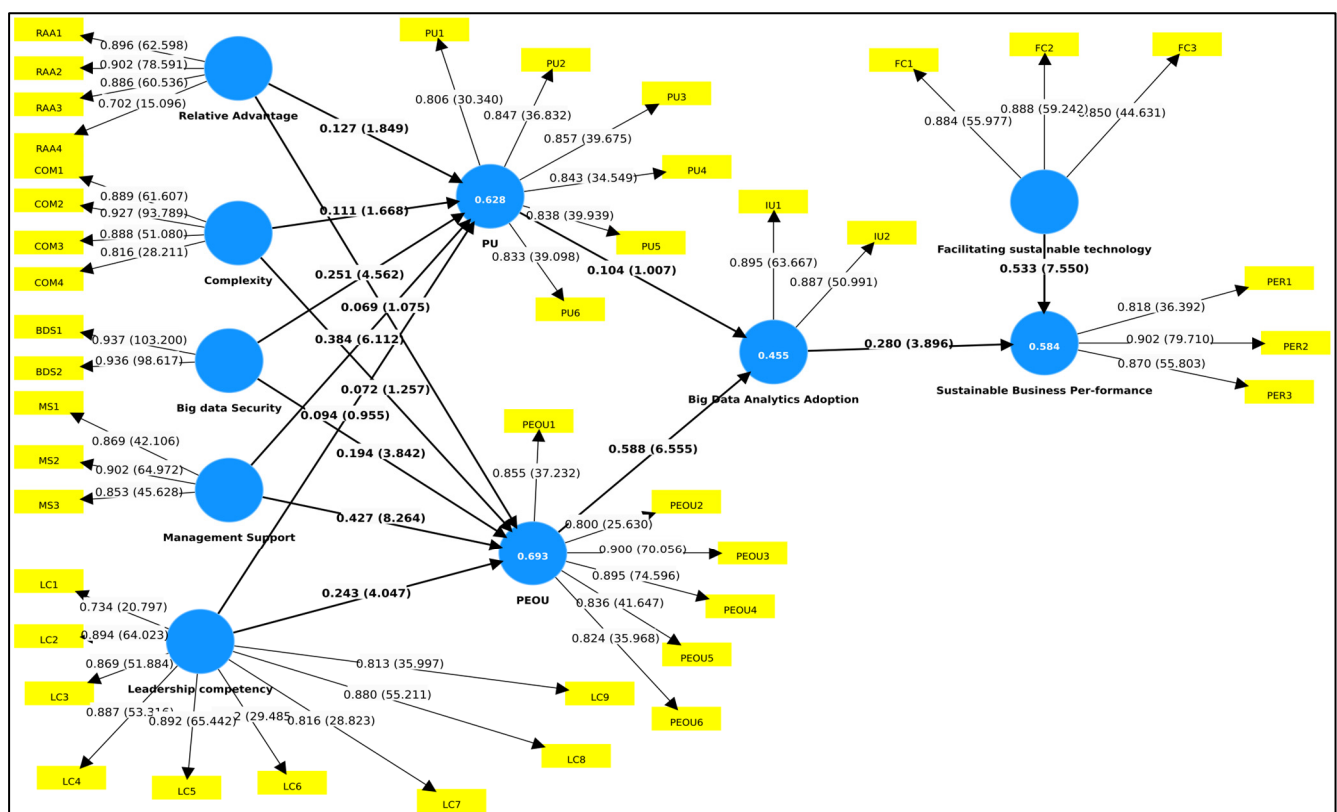 RAA1
0.896 (62.598)
RAA2
0.902 (78.591)
0.886 (60.536)
RAA3
0.702 (15.096)
RAA4
Relative Advantage
COM1
0.889 (61.607)
COM2
0.927 (93.789)
COM3
0.888 (51.080)
0.816 (28.211)
COM4
Complexity
BDS1
0.937 (103.200)
BDS2
0.936 (98.617)
Big data Security
MS1
0.869 (42.106)
MS2
0.902 (64.972)
MS3
0.853 (45.628)
Management Support
LC1
0.734 (20.797)
LC2
0.894 (64.023)
LC3
0.869 (51.884)
Leadership competency
0.892 (65.442)
0.816 (28.823)
0.880 (55.211)
0.813 (35.997)
LC4
LC5
LC6
LC7
LC8
LC9
0.127 (1.849)
0.111 (1.668)
0.251 (4.562)
0.069 (1.075)
0.384 (6.112)
0.072 (1.257)
0.094 (0.955)
0.194 (3.842)
0.427 (8.264)
0.243 (4.047)
PU1
PU2
PU3
PU4
PU5
PU6
0.806 (30.340)
0.847 (36.832)
0.857 (39.675)
0.843 (34.549)
0.838 (39.939)
0.833 (39.098)
0.628
PU
0.104 (1.007)
PEOU1
0.855 (37.232)
PEOU2
0.800 (25.630)
PEOU3
0.900 (70.056)
PEOU4
0.895 (74.596)
PEOU5
0.836 (41.647)
PEOU6
0.824 (35.968)
0.693
PEOU
0.588 (6.555)
IU1
IU2
0.895 (63.667)
0.887 (50.991)
0.455
Big Data Analytics Adoption
0.280 (3.896)
FC1
FC2
FC3
0.884 (55.977)
0.888 (59.242)
Facilitating sustainable technology
0.533 (7.550)
0.584
Sustainable Business Per-formance
PER1
0.818 (36.392)
PER2
0.902 (79.710)
PER3
0.870 (55.803)